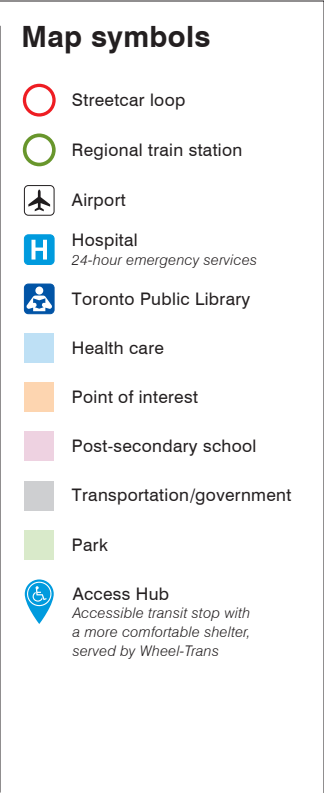 Map symbols
Streetcar loop
Regional train station
Airport
H
Hospital
24-hour emergency services
Toronto Public Library
Health care
Point of interest
Post-secondary school
Transportation/government
Park
Access Hub
Accessible transit stop with
a more comfortable shelter,
served by Wheel-Trans